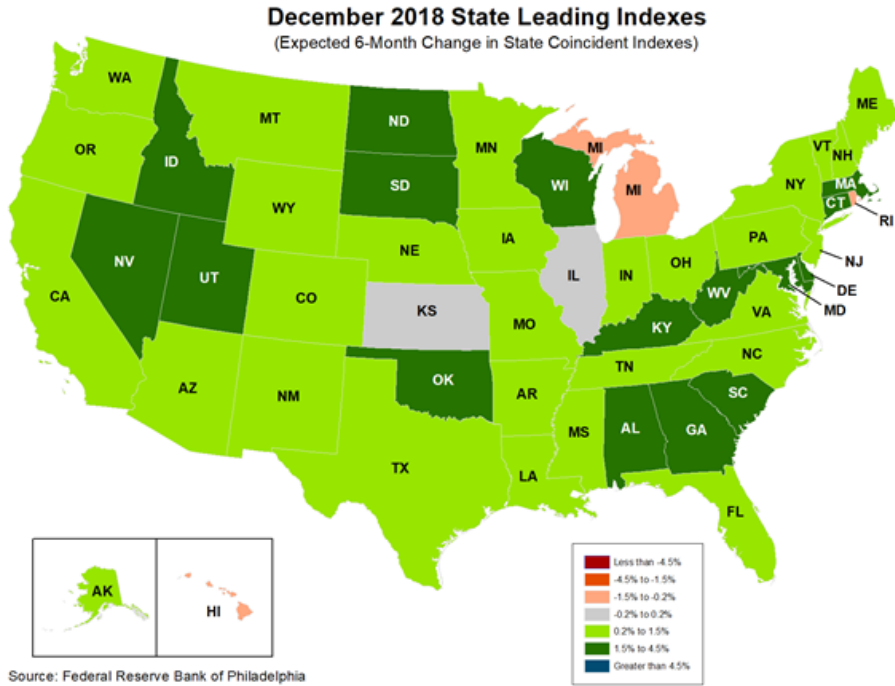 December 2018 State Leading Indexes
(Expected 6-Month Change in State Coincident Indexes)
WA
MT
ND
MN
ME
OR
ID
SD
WI
MI
MI
VT
NH
NY
MA
CT
RI
WY
IA
NE
PA
NJ
NV
UT
CO
IL
IN
OH
DE
MD
CA
KS
MO
WV
VA
KY
AZ
NM
OK
AR
TN
NC
SC
TX
MS
AL
GA
LA
FL
AK
HI
Less than -4.5%
-4.5% to -1.5%
-1.5% to -0.2%
-0.2% to 0.2%
0.2% to 1.5%
1.5% to 4.5%
Greater than 4.5%
Source: Federal Reserve Bank of Philadelphia